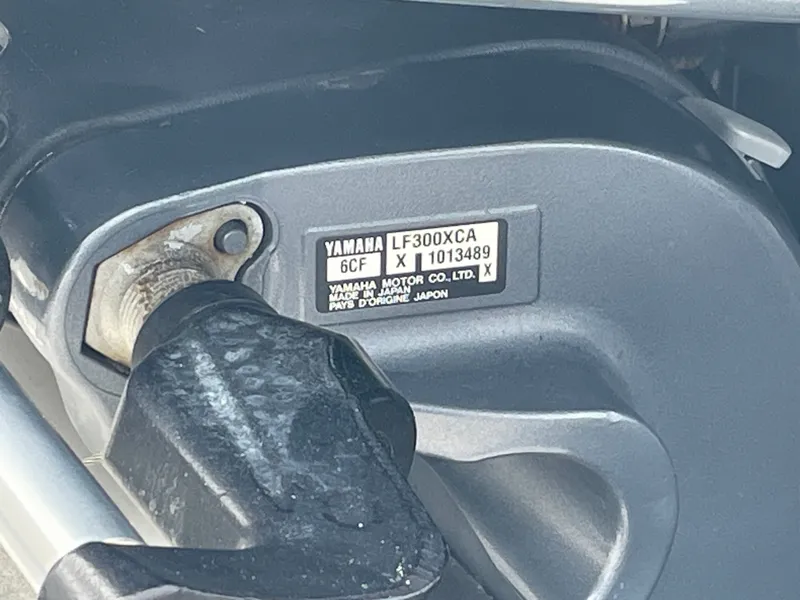 YAMAHA LF300XCA
6CF X 1013489
YAMAHA MOTOR CO.,LTD. X
MADE IN JAPAN
PAYS D'ORIGINE JAPON